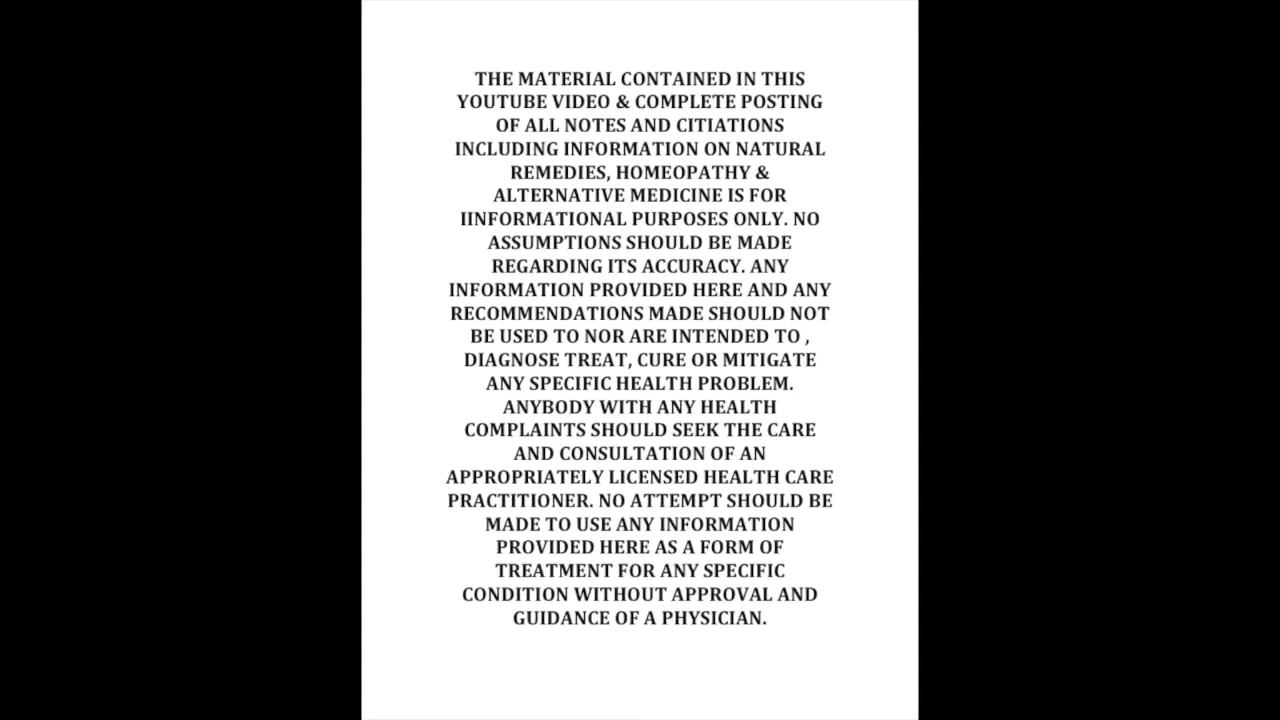 THE MATERIAL CONTAINED IN THIS
YOUTUBE VIDEO & COMPLETE POSTING
OF ALL NOTES AND CITIATIONS
INCLUDING INFORMATION ON NATURAL
REMEDIES, HOMEOPATHY &
ALTERNATIVE MEDICINE IS FOR
IINFORMATIONAL PURPOSES ONLY. NO
ASSUMPTIONS SHOULD BE MADE
REGARDING ITS ACCURACY. ANY
INFORMATION PROVIDED HERE AND ANY
RECOMMENDATIONS MADE SHOULD NOT
BE USED TO NOR ARE INTENDED TO ,
DIAGNOSE TREAT, CURE OR MITIGATE
ANY SPECIFIC HEALTH PROBLEM.
ANYBODY WITH ANY HEALTH
COMPLAINTS SHOULD SEEK THE CARE
AND CONSULTATION OF AN
APPROPRIATELY LICENSED HEALTH CARE
PRACTITIONER. NO ATTEMPT SHOULD BE
MADE TO USE ANY INFORMATION
PROVIDED HERE AS A FORM OF
TREATMENT FOR ANY SPECIFIC
CONDITION WITHOUT APPROVAL AND
GUIDANCE OF A PHYSICIAN.